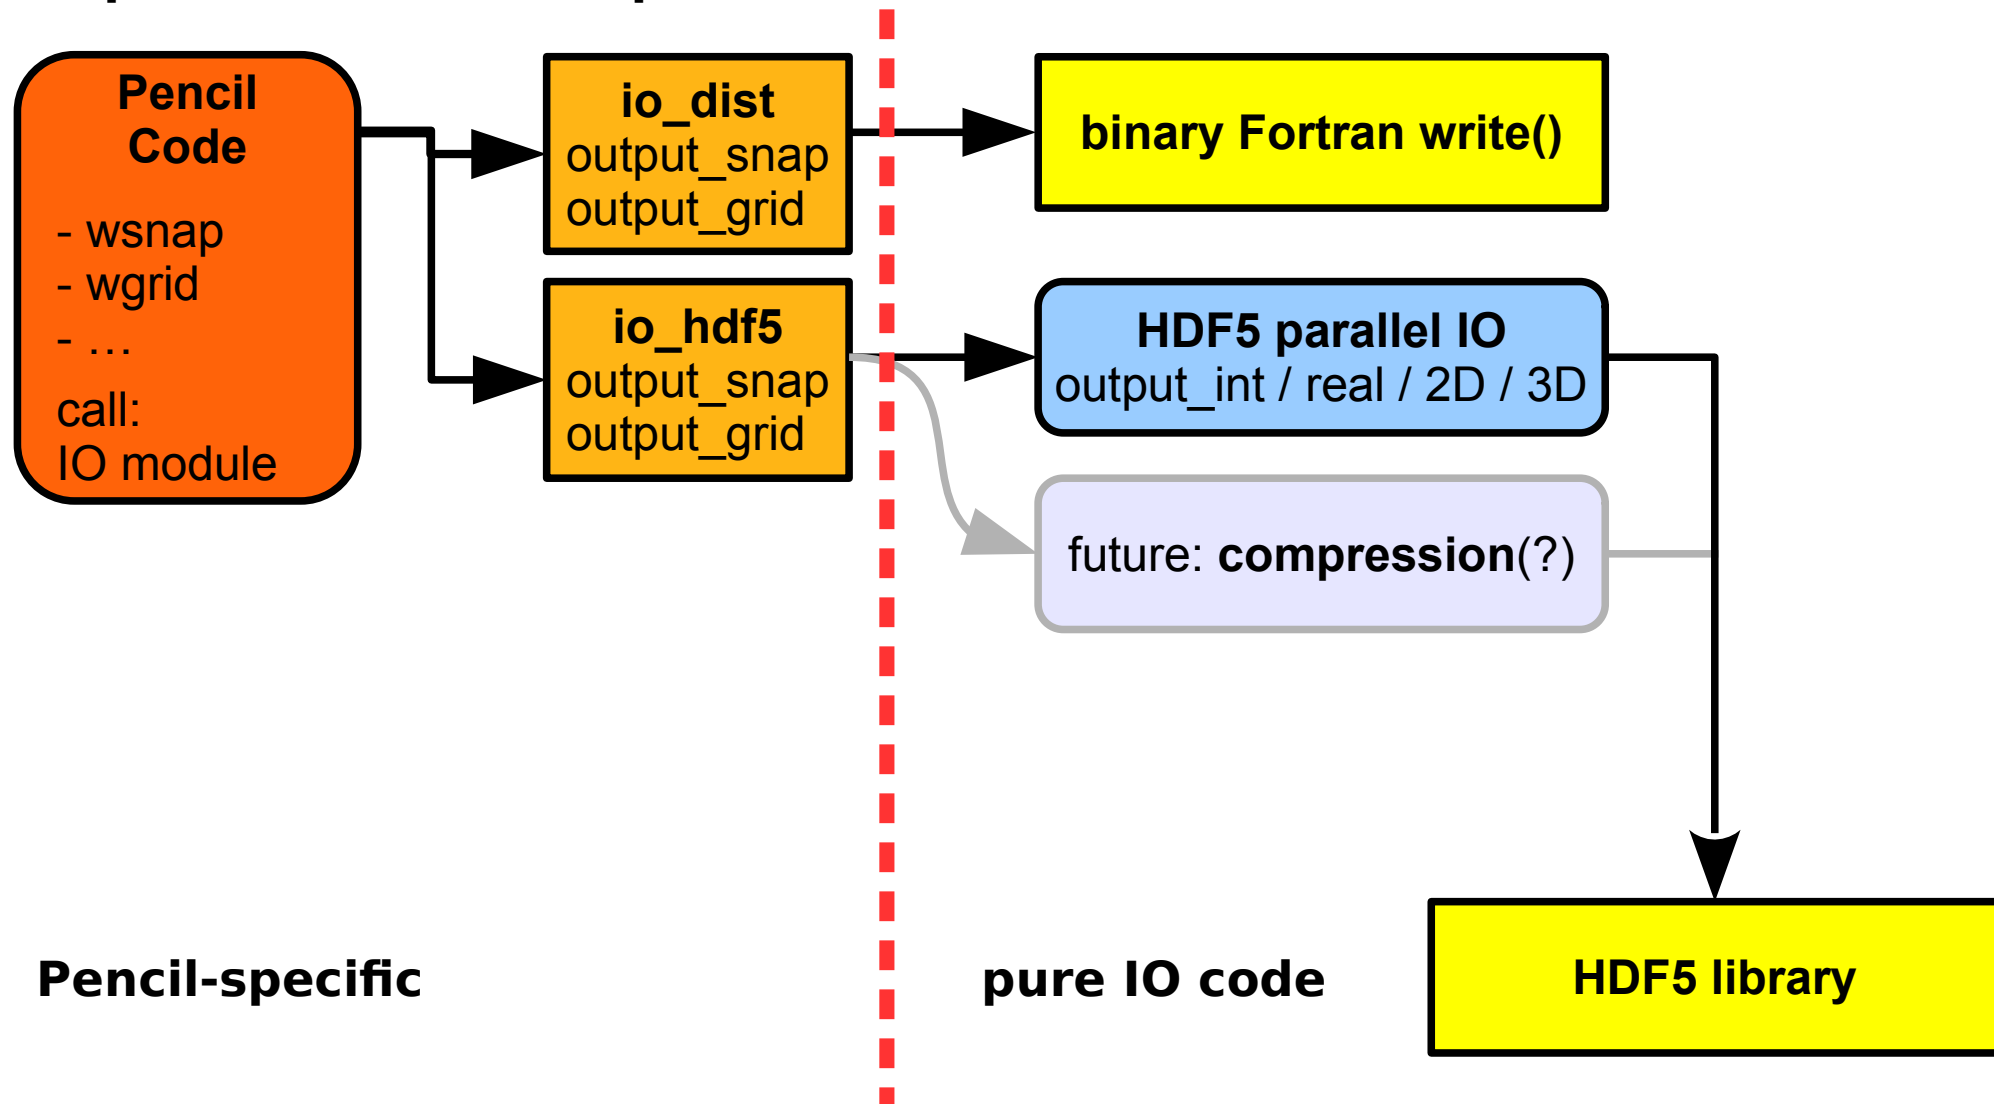 Pencil
Code
- wsnap
- wgrid
- …
call:
IO module
io_dist
output_snap
output_grid
io_hdf5
output_snap
output_grid
binary Fortran write()
HDF5 parallel IO
output_int / real / 2D / 3D
future: compression(?)
Pencil-specific
pure IO code
HDF5 library